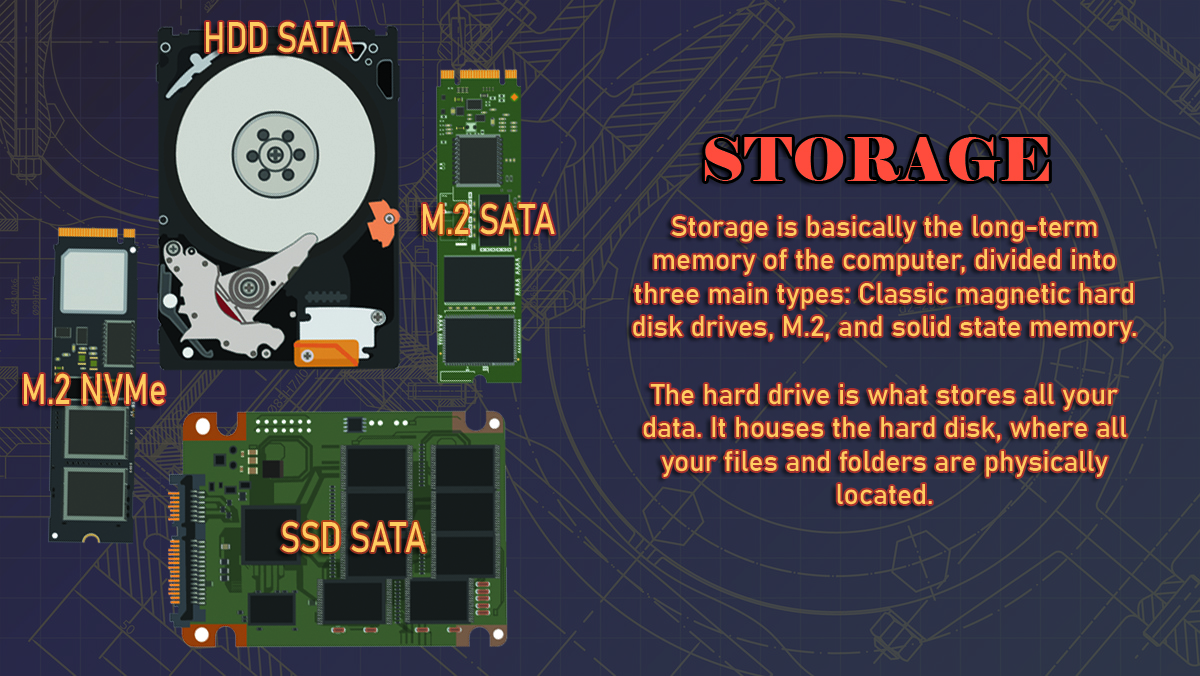 HDD SATA
M.2 SATA
M.2 NVMe
SSD SATA
STORAGE
Storage is basically the long-term
memory of the computer, divided into
three main types: Classic magnetic hard
disk drives, M.2, and solid state memory.
The hard drive is what stores all your
data. It houses the hard disk, where all
your files and folders are physically
located.